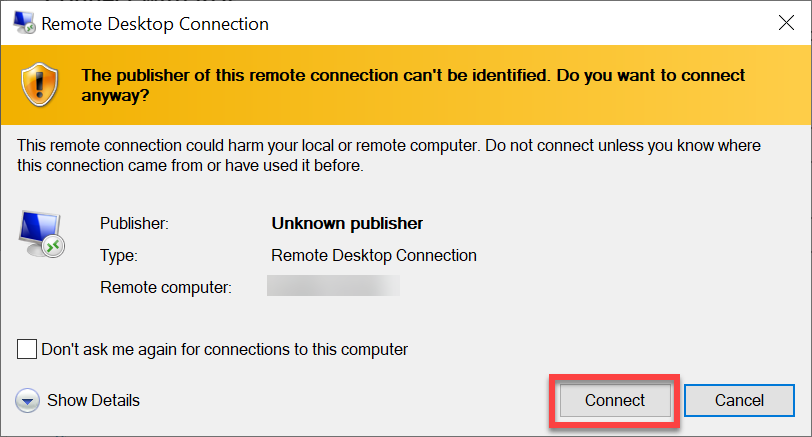 Remote Desktop Connection
The publisher of this remote connection can't be identified. Do you want to connect
anyway?
This remote connection could harm your local or remote computer. Do not connect unless you know where
this connection came from or have used it before.
Publisher: Unknown publisher
Type: Remote Desktop Connection
Remote computer:
Don't ask me again for connections to this computer
Show Details Connect Cancel